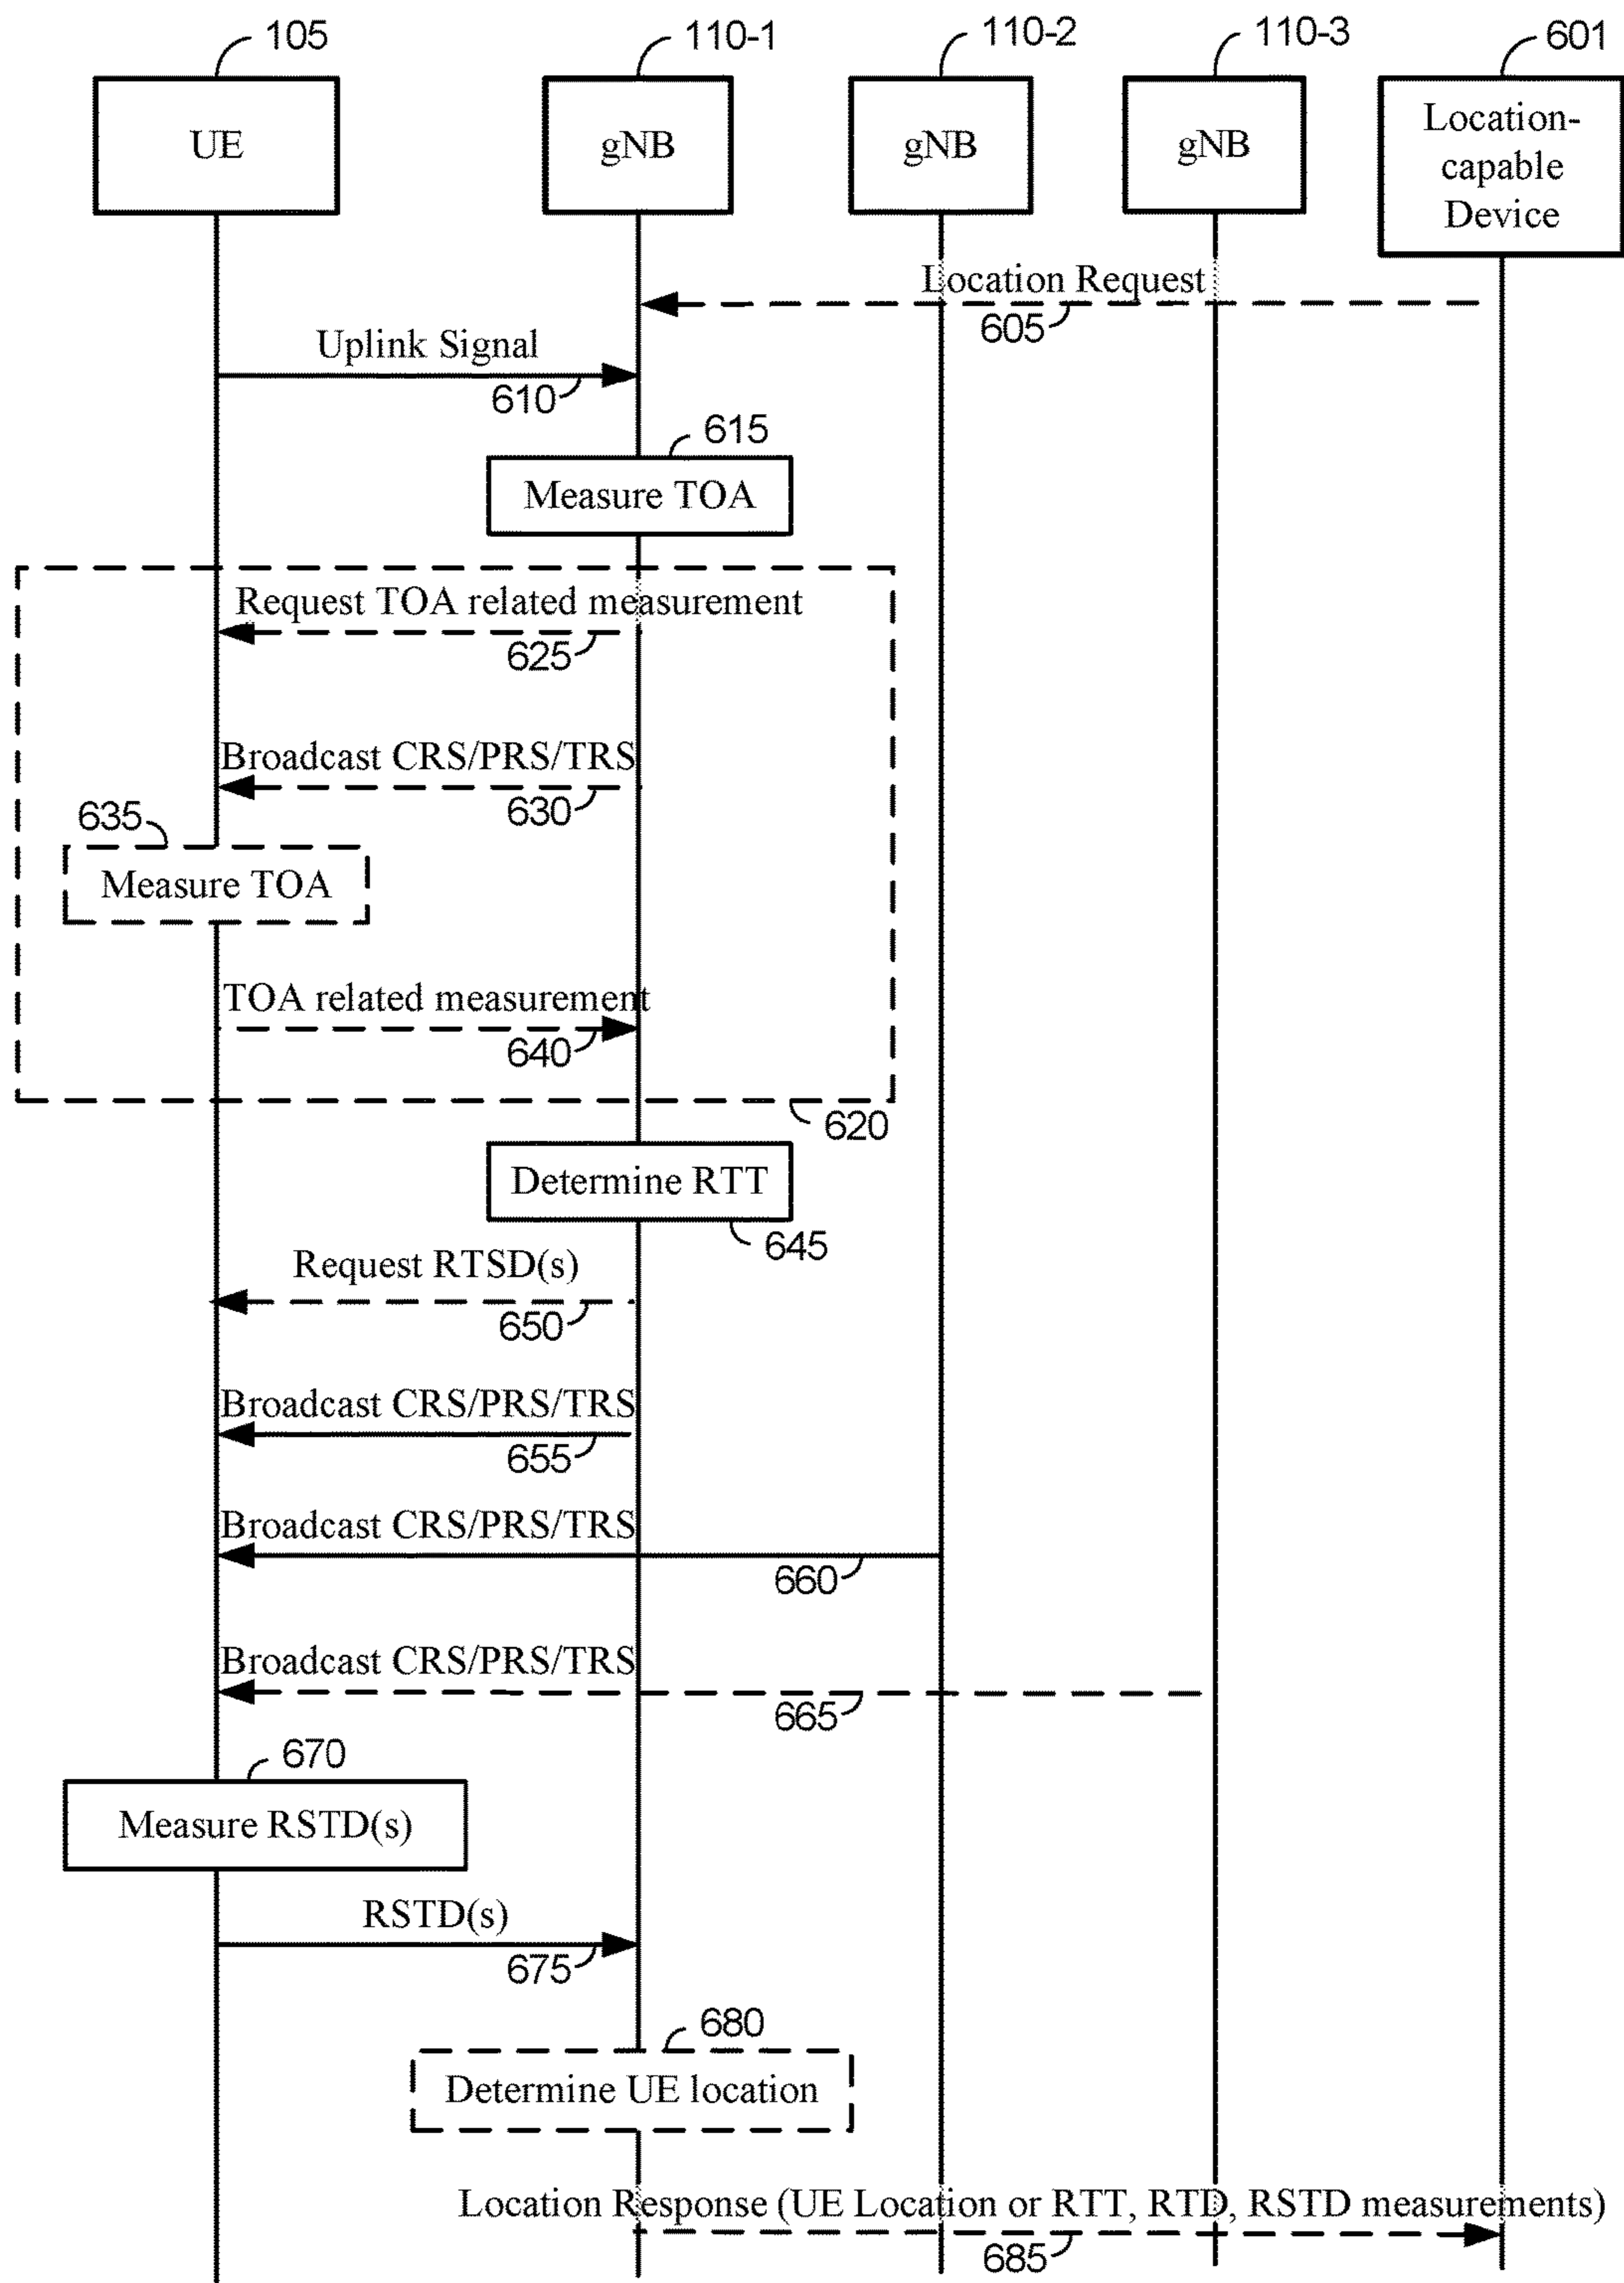 105
110-1
110-2
110-3
601
UE
gNB
gNB
gNB
Location-
capable
Device
Location Request
605
Uplink Signal
610
615
Measure TOA
Request TOA related measurement
625
Broadcast CRS/PRS/TRS
630
635
Measure TOA
TOA related measurement
640
620
Determine RTT
645
Request RTSD(s)
650
Broadcast CRS/PRS/TRS
655
Broadcast CRS/PRS/TRS
660
Broadcast CRS/PRS/TRS
665
670
Measure RSTD(s)
RSTD(s)
675
680
Determine UE location
Location Response (UE Location or RTT, RTD, RSTD measurements)
685